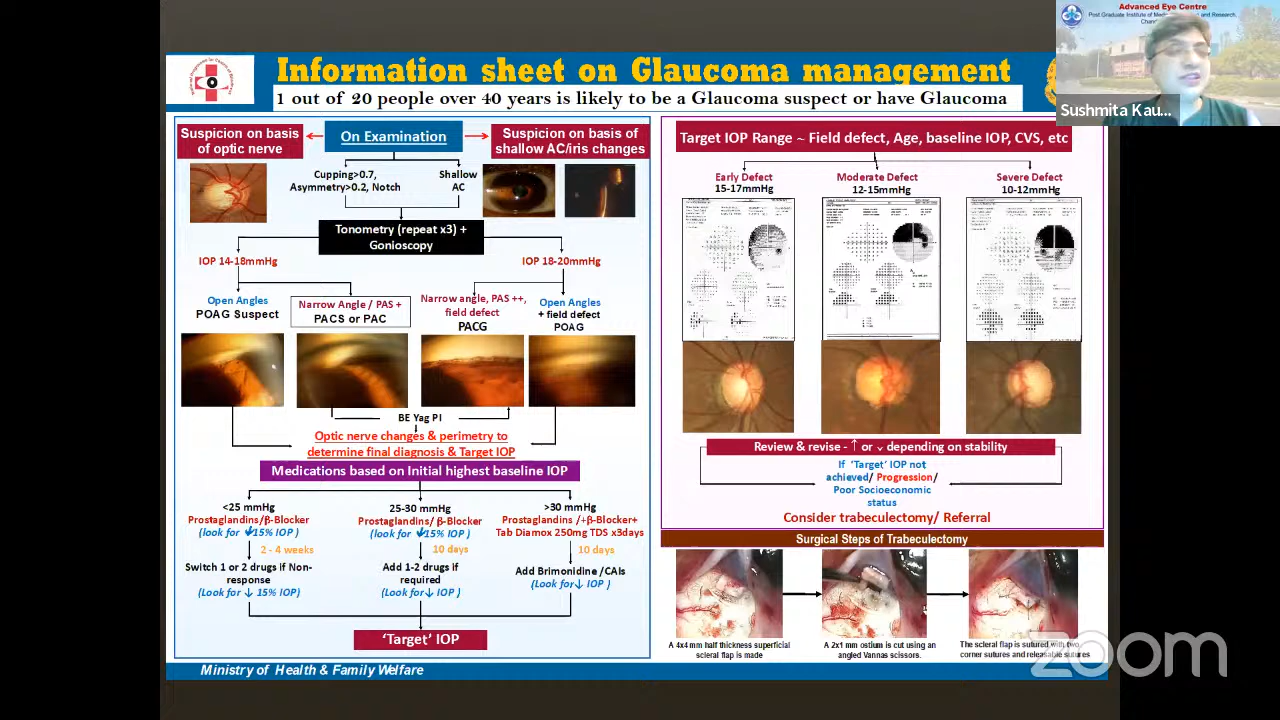 Advanced Eye Centre
Information sheet on Glaucoma management
1 out of 20 people over 40 years is likely to be a Glaucoma suspect or have Glaucoma
Sushmita Kau...
Suspicion on basis
of optic nerve
On Examination
Suspicion on basis of
shallow AC/iris changes
Cupping>0.7,
Asymmetry>0.2, Notch
Shallow
AC
Tonometry (repeat x3) +
Gonioscopy
IOP 14-18mmHg
IOP 18-20mmHg
Open Angles
POAG Suspect
Narrow Angle / PAS +
PACS or PAC
Narrow angle, PAS ++,
field defect
PACG
Open Angles
+ field defect
POAG
BE Yag PI
Optic nerve changes & perimetry to
determine final diagnosis & Target IOP
Medications based on Initial highest baseline IOP
<25 mmHg
Prostaglandins/β-Blocker
(look for ↓15% IOP )
2 - 4 weeks
Switch 1 or 2 drugs if Non-
response
(Look for ↓ 15% IOP)
25-30 mmHg
Prostaglandins/ β-Blocker
(look for ↓15% IOP )
10 days
Add 1-2 drugs if
required
(Look for↓ IOP )
>30 mmHg
Prostaglandins /+β-Blocker+
Tab Diamox 250mg TDS x3days
10 days
Add Brimonidine /CAIs
(Look for↓ IOP )
'Target' IOP
Target IOP Range ~ Field defect, Age, baseline IOP, CVS, etc
Early Defect
15-17mmHg
Moderate Defect
12-15mmHg
Severe Defect
10-12mmHg
Review & revise - ↑ or ↓ depending on stability
If 'Target' IOP not
achieved/ Progression/
Poor Socioeconomic
status
Consider trabeculectomy/ Referral
Surgical Steps of Trabeculectomy
A 4x4 mm half thickness superficial
scleral flap is made
A 2x1 mm ostium is cut using an
angled Vannas scissors.
The scleral flap is sutured with two
corner sutures and releasable sutures
Ministry of Health & Family Welfare
zoom